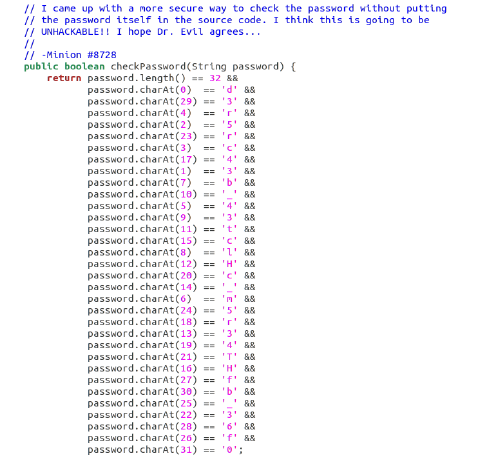 // I came up with a more secure way to check the password without putting
// the password itself in the source code. I think this is going to be
// UNHACKABLE!! I hope Dr. Evil agrees...
//
// -Minion #8728
public boolean checkPassword(String password) {
return password.length() == 32 &&
password.charAt(0) == 'd' &&
password.charAt(29) == '3' &&
password.charAt(4) == 'r' &&
password.charAt(2) == '5' &&
password.charAt(23) == 'r' &&
password.charAt(3) == 'c' &&
password.charAt(17) == '4' &&
password.charAt(1) == '3' &&
password.charAt(7) == 'b' &&
password.charAt(10) == '_' &&
password.charAt(5) == '4' &&
password.charAt(9) == '3' &&
password.charAt(11) == 't' &&
password.charAt(15) == 'c' &&
password.charAt(8) == 'l' &&
password.charAt(12) == 'H' &&
password.charAt(20) == 'c' &&
password.charAt(14) == '_' &&
password.charAt(6) == 'm' &&
password.charAt(24) == '5' &&
password.charAt(18) == 'r' &&
password.charAt(13) == '3' &&
password.charAt(19) == '4' &&
password.charAt(21) == 'T' &&
password.charAt(16) == 'H' &&
password.charAt(27) == 'f' &&
password.charAt(30) == 'b' &&
password.charAt(25) == '_' &&
password.charAt(22) == '3' &&
password.charAt(28) == '6' &&
password.charAt(26) == 'f' &&
password.charAt(31) == '0';